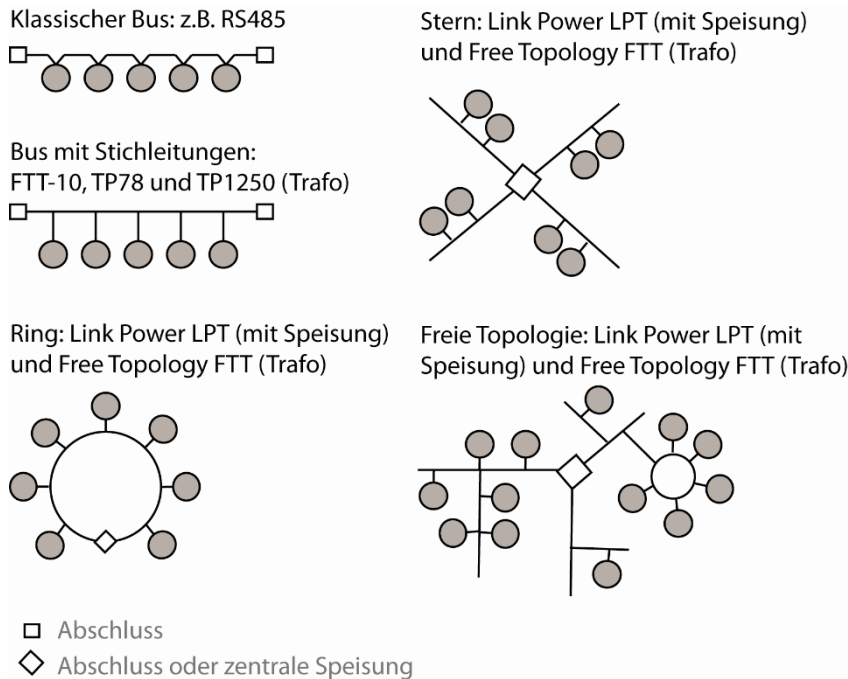 Klassischer Bus: z.B. RS485
Bus mit Stichleitungen:
FTT-10, TP78 und TP1250 (Trafo)
Stern: Link Power LPT (mit Speisung)
und Free Topology FTT (Trafo)
Ring: Link Power LPT (mit Speisung)
und Free Topology FTT (Trafo)
Freie Topologie: Link Power LPT (mit
Speisung) und Free Topology FTT (Trafo)
Abschluss
Abschluss oder zentrale Speisung